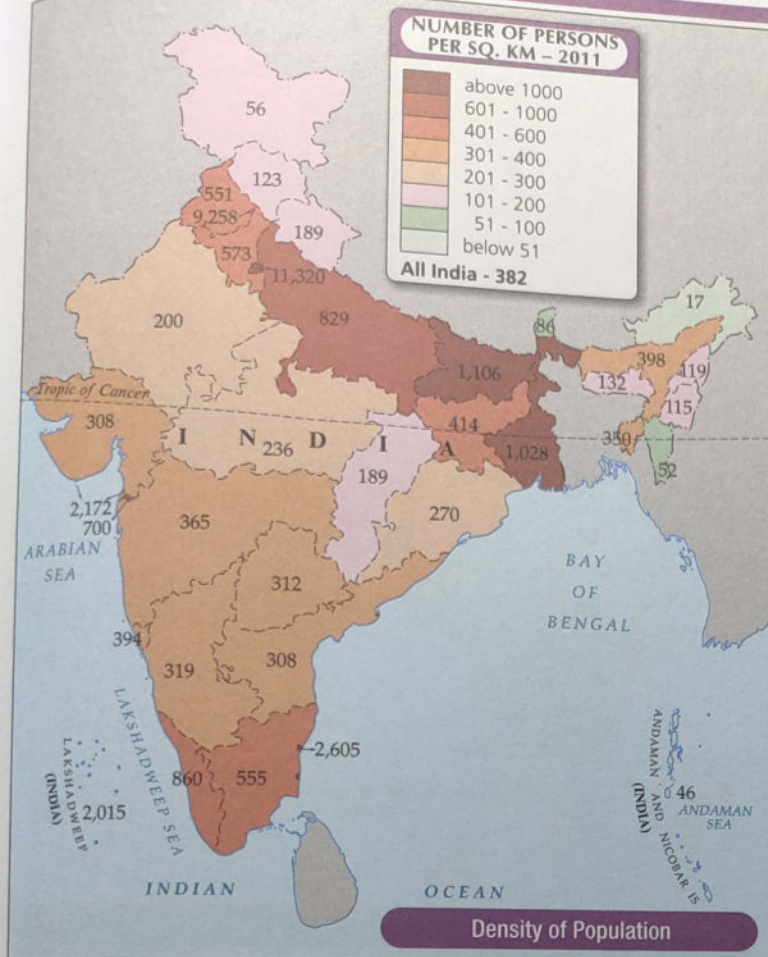 NUMBER OF PERSONS
PER SQ. KM – 2011
above 1000
601 - 1000
401 - 600
301 - 400
201 - 300
101 - 200
51 - 100
below 51
All India - 382
56
123
551
9,258
189
573
11,320
200
829
86
17
1,106
398
119
132
115
Tropic of Cancer
308
414
350
I N D I A
236
1,028
52
189
2,172
700
365
270
ARABIAN
SEA
312
BAY
OF
BENGAL
394
319
308
LAKSHADWEEP SEA
2,605
860
555
LAKSHADWEEP
(INDIA)
2,015
ANDAMAN AND NICOBAR IS
(INDIA)
46
ANDAMAN
SEA
INDIAN OCEAN
Density of Population